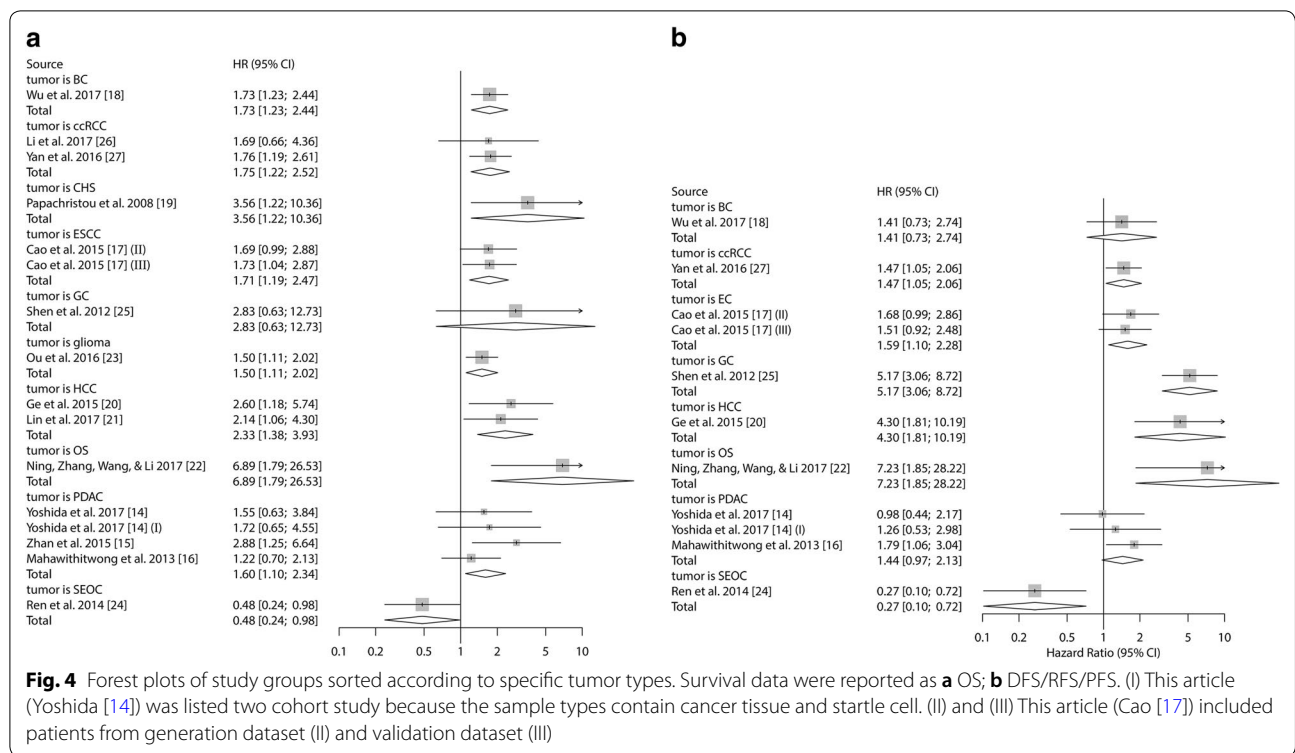 a
Source HR (95% CI)
tumor is BC
Wu et al. 2017 [18] 1.73 [1.23; 2.44]
Total 1.73 [1.23; 2.44]
tumor is ccRCC
Li et al. 2017 [26] 1.69 [0.66; 4.36]
Yan et al. 2016 [27] 1.76 [1.19; 2.61]
Total 1.75 [1.22; 2.52]
tumor is CHS
Papachristou et al. 2008 [19] 3.56 [1.22; 10.36]
Total 3.56 [1.22; 10.36]
tumor is ESCC
Cao et al. 2015 [17] (II) 1.69 [0.99; 2.88]
Cao et al. 2015 [17] (III) 1.73 [1.04; 2.87]
Total 1.71 [1.19; 2.47]
tumor is GC
Shen et al. 2012 [25] 2.83 [0.63; 12.73]
Total 2.83 [0.63; 12.73]
tumor is glioma
Ou et al. 2016 [23] 1.50 [1.11; 2.02]
Total 1.50 [1.11; 2.02]
tumor is HCC
Ge et al. 2015 [20] 2.60 [1.18; 5.74]
Lin et al. 2017 [21] 2.14 [1.06; 4.30]
Total 2.33 [1.38; 3.93]
tumor is OS
Ning, Zhang, Wang, & Li 2017 [22] 6.89 [1.79; 26.53]
Total 6.89 [1.79; 26.53]
tumor is PDAC
Yoshida et al. 2017 [14] 1.55 [0.63; 3.84]
Yoshida et al. 2017 [14] (I) 1.72 [0.65; 4.55]
Zhan et al. 2015 [15] 2.88 [1.25; 6.64]
Mahawithitwong et al. 2013 [16] 1.22 [0.70; 2.13]
Total 1.60 [1.10; 2.34]
tumor is SEOC
Ren et al. 2014 [24] 0.48 [0.24; 0.98]
Total 0.48 [0.24; 0.98]
0.1 0.2 0.5 1 2 5 10
b
Source HR (95% CI)
tumor is BC
Wu et al. 2017 [18] 1.41 [0.73; 2.74]
Total 1.41 [0.73; 2.74]
tumor is ccRCC
Yan et al. 2016 [27] 1.47 [1.05; 2.06]
Total 1.47 [1.05; 2.06]
tumor is EC
Cao et al. 2015 [17] (II) 1.68 [0.99; 2.86]
Cao et al. 2015 [17] (III) 1.51 [0.92; 2.48]
Total 1.59 [1.10; 2.28]
tumor is GC
Shen et al. 2012 [25] 5.17 [3.06; 8.72]
Total 5.17 [3.06; 8.72]
tumor is HCC
Ge et al. 2015 [20] 4.30 [1.81; 10.19]
Total 4.30 [1.81; 10.19]
tumor is OS
Ning, Zhang, Wang, & Li 2017 [22] 7.23 [1.85; 28.22]
Total 7.23 [1.85; 28.22]
tumor is PDAC
Yoshida et al. 2017 [14] 0.98 [0.44; 2.17]
Yoshida et al. 2017 [14] (I) 1.26 [0.53; 2.98]
Mahawithitwong et al. 2013 [16] 1.79 [1.06; 3.04]
Total 1.44 [0.97; 2.13]
tumor is SEOC
Ren et al. 2014 [24] 0.27 [0.10; 0.72]
Total 0.27 [0.10; 0.72]
0.1 0.2 0.5 1 2 5 10
Hazard Ratio (95% CI)
Fig. 4 Forest plots of study groups sorted according to specific tumor types. Survival data were reported as a OS; b DFS/RFS/PFS. (I) This article
(Yoshida [14]) was listed two cohort study because the sample types contain cancer tissue and startle cell. (II) and (III) This article (Cao [17]) included
patients from generation dataset (II) and validation dataset (III)